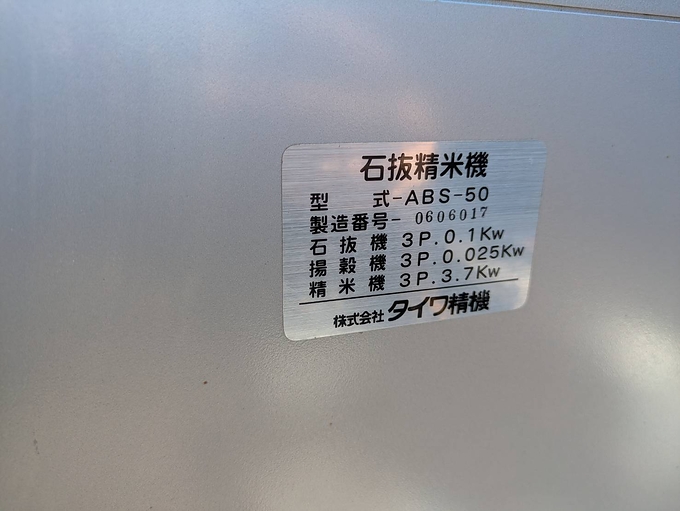 石抜精米機
型 式-ABS-50
製造番号- 0606017
石抜機 3P.0.1Kw
揚穀機 3P.0.025Kw
精米機 3P.3.7Kw
株式会社 タイワ精機